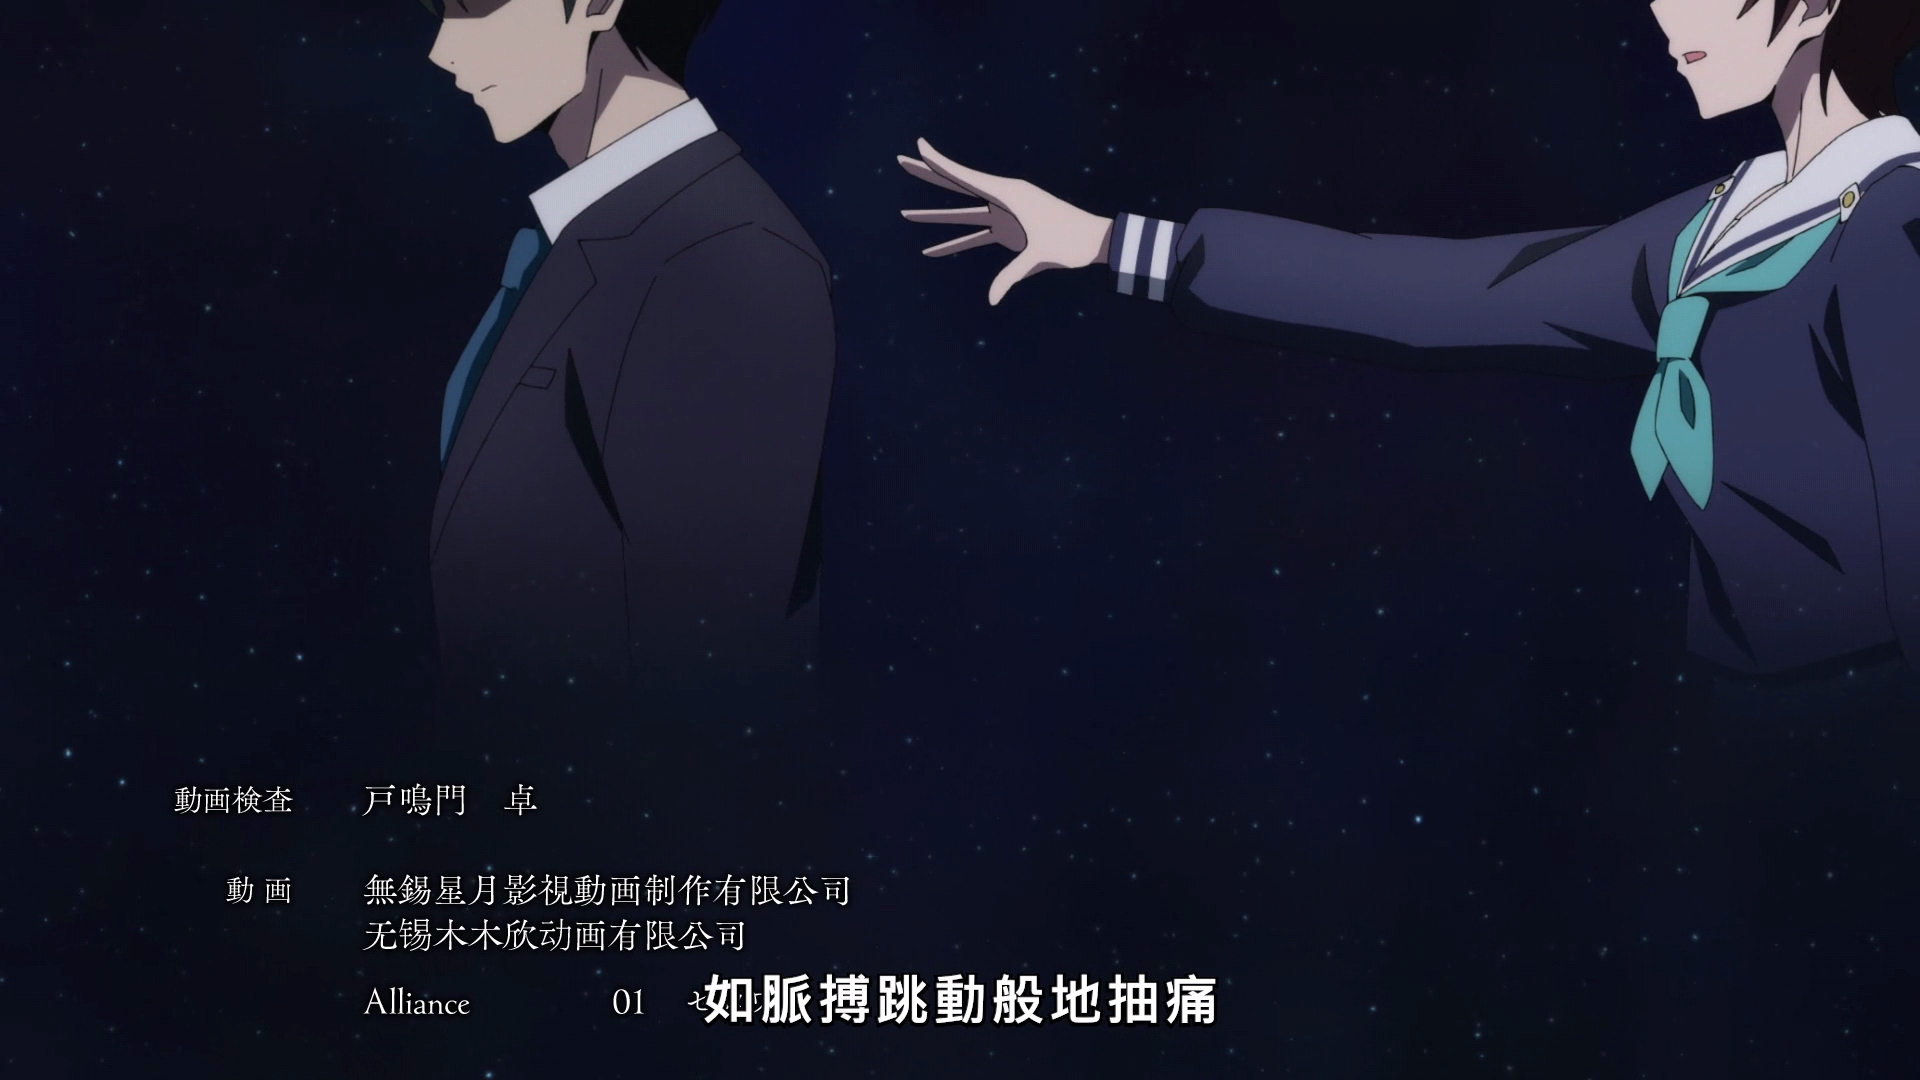 動画検査 戸鳴門 卓
動画 無錫星月影視動画制作有限公司
无锡木木欣动画有限公司
Alliance 01
如脈搏跳動般地抽痛